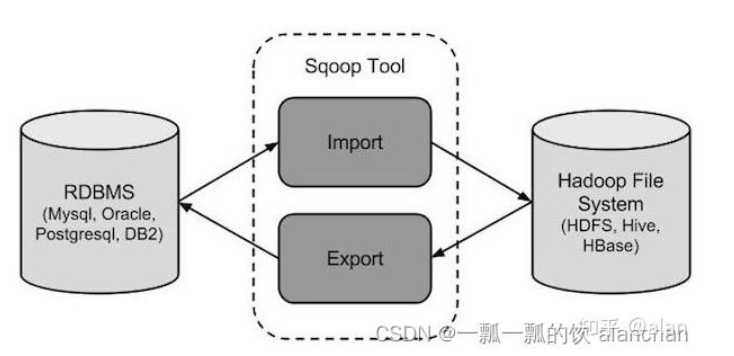 Sqoop Tool
Import
RDBMS
(Mysql, Oracle,
Postgresql, DB2)
Hadoop File
System
(HDFS, Hive,
HBase)
Export
知乎 @alan
CSDN @一瓢一瓢的饮 alanchan